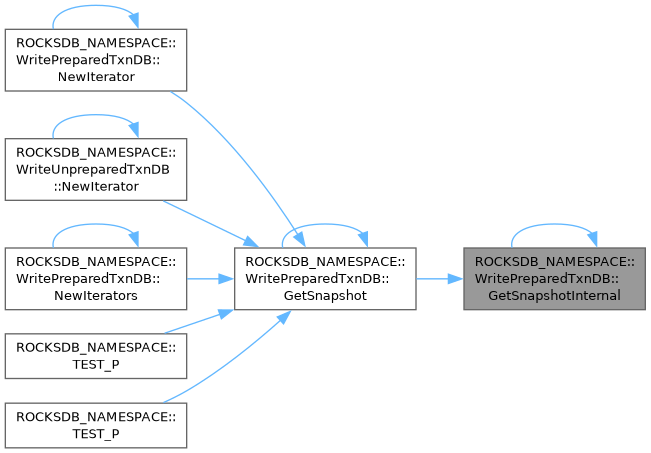 ROCKSDB_NAMESPACE::
WritePreparedTxnDB::
NewIterator
ROCKSDB_NAMESPACE::
WriteUnpreparedTxnDB
::NewIterator
ROCKSDB_NAMESPACE::
WritePreparedTxnDB::
NewIterators
ROCKSDB_NAMESPACE::
TEST_P
ROCKSDB_NAMESPACE::
TEST_P
ROCKSDB_NAMESPACE::
WritePreparedTxnDB::
GetSnapshot
ROCKSDB_NAMESPACE::
WritePreparedTxnDB::
GetSnapshotInternal